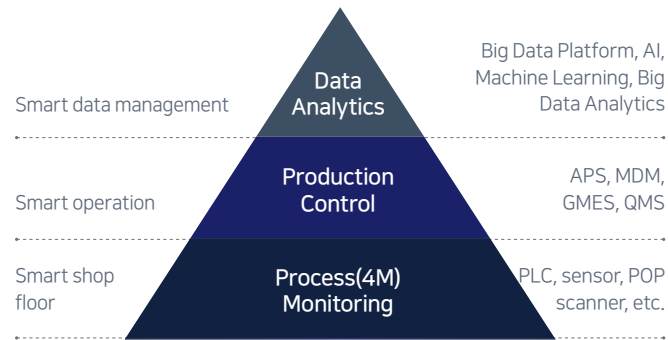 Smart data management
Data
Analytics
Big Data Platform, AI,
Machine Learning, Big
Data Analytics
Smart operation
Production
Control
APS, MDM,
GMES, QMS
Smart shop
floor
Process(4M)
Monitoring
PLC, sensor, POP
scanner, etc.